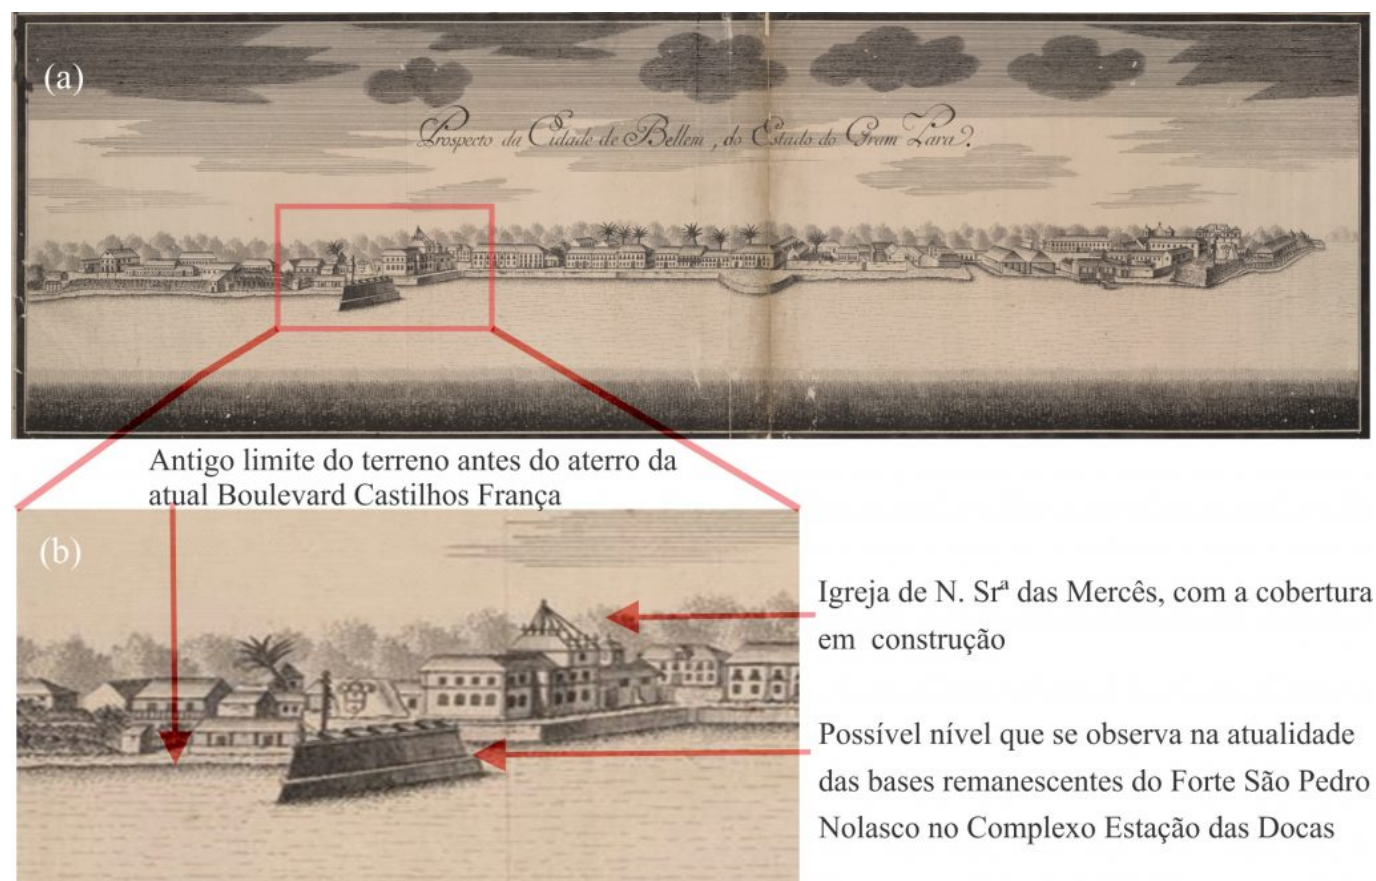 (a)
Prospecto da Cidade de Bellem, do Estado do Gram Pará.
Antigo limite do terreno antes do aterro da
atual Boulevard Castilhos França
(b)
Igreja de N. Srª das Mercês, com a cobertura
em construção
Possível nível que se observa na atualidade
das bases remanescentes do Forte São Pedro
Nolasco no Complexo Estação das Docas